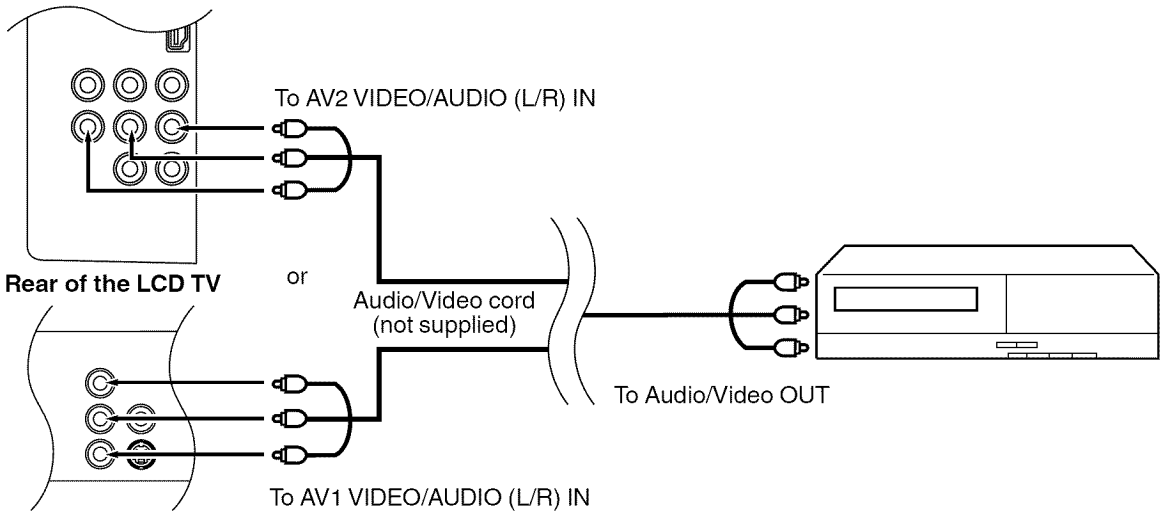 To AV2 VIDEO/AUDIO (L/R) IN
Rear of the LCD TV
or
Audio/Video cord
(not supplied)
To Audio/Video OUT
To AV1 VIDEO/AUDIO (L/R) IN